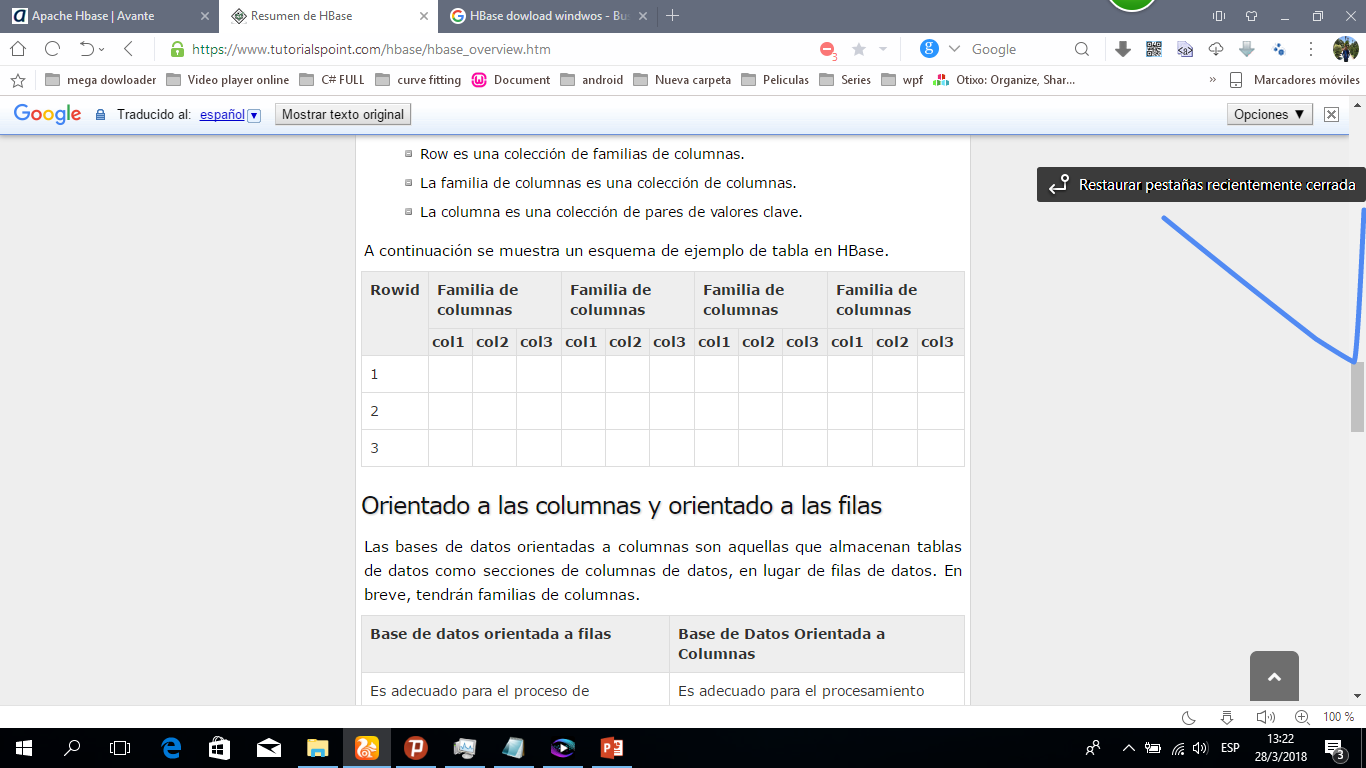 Apache Hbase | Avante
Resumen de HBase
HBase dowload windwos - Bu
https://www.tutorialspoint.com/hbase/hbase_overview.htm
3
g
Google
mega dowloader
Video player online
C# FULL
curve fitting
Document
android
Nueva carpeta
Peliculas
Series
wpf
Otixo: Organize, Shar...
»
Marcadores móviles
Google Traducido al: español Mostrar texto original Opciones ▼
Row es una colección de familias de columnas.
La familia de columnas es una colección de columnas.
La columna es una colección de pares de valores clave.
Restaurar pestañas recientemente cerrada
A continuación se muestra un esquema de ejemplo de tabla en HBase.
Rowid Familia de columnas Familia de columnas Familia de columnas Familia de columnas
col1 col2 col3 col1 col2 col3 col1 col2 col3 col1 col2 col3
1
2
3
Orientado a las columnas y orientado a las filas
Las bases de datos orientadas a columnas son aquellas que almacenan tablas
de datos como secciones de columnas de datos, en lugar de filas de datos. En
breve, tendrán familias de columnas.
Base de datos orientada a filas
Base de Datos Orientada a
Columnas
Es adecuado para el proceso de
Es adecuado para el procesamiento
100 %
ESP
13:22
28/3/2018
3